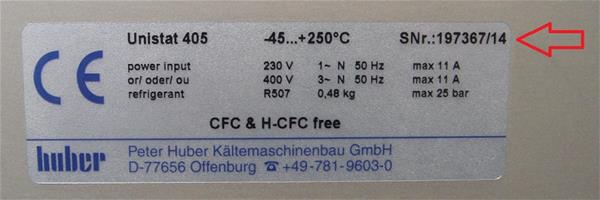 Unistat 405 -45...+250°C SNr.:197367/14
power input 230 V 1~ N 50 Hz max 11 A
or/ oder/ ou 400 V 3~ N 50 Hz max 11 A
refrigerant R507 0,48 kg max 25 bar
CE
CFC & H-CFC free
huber
Peter Huber Kältemaschinenbau GmbH
D-77656 Offenburg ☎ +49-781-9603-0